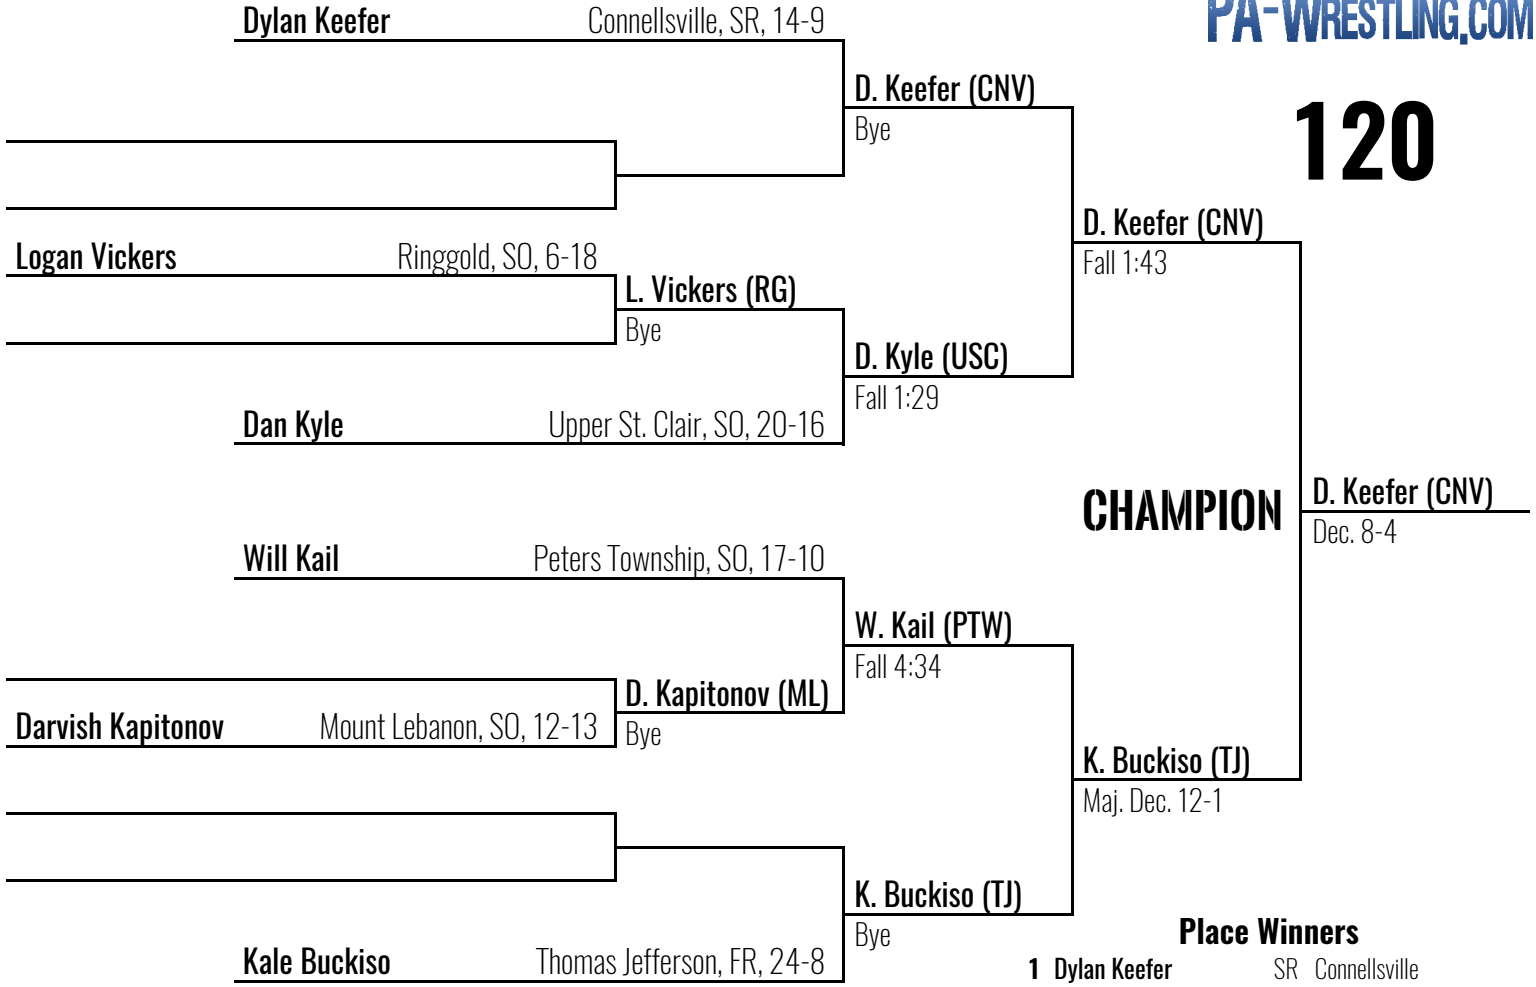 Dylan Keefer Connellsville, SR, 14-9
PA-WRESTLING.COM
D. Keefer (CNV)
Bye
120
D. Keefer (CNV)
Fall 1:43
Logan Vickers Ringgold, SO, 6-18
L. Vickers (RG)
Bye
D. Kyle (USC)
Fall 1:29
Dan Kyle Upper St. Clair, SO, 20-16
CHAMPION
D. Keefer (CNV)
Dec. 8-4
Will Kail Peters Township, SO, 17-10
W. Kail (PTW)
Fall 4:34
D. Kapitonov (ML)
Bye
Darvish Kapitonov Mount Lebanon, SO, 12-13
K. Buckiso (TJ)
Maj. Dec. 12-1
K. Buckiso (TJ)
Bye
Kale Buckiso Thomas Jefferson, FR, 24-8
Place Winners
1 Dylan Keefer SR Connellsville